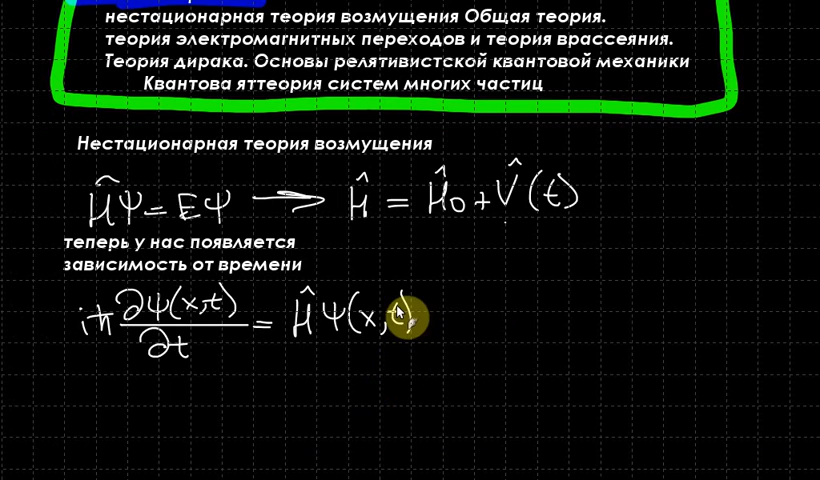 нестационарная теория возмущения Общая теория.
теория электромагнитных переходов и теория врассеяния.
Теория дирака. Основы релятивистской квантовой механики
Квантова яттеория систем многих частиц
Нестационарная теория возмущения
Ĥψ = Eψ → Ĥ = Ĥ₀ + V̂(t)
теперь у нас появляется
зависимость от времени
iħ ∂ψ(x,t)/∂t = Ĥ ψ(x,t)